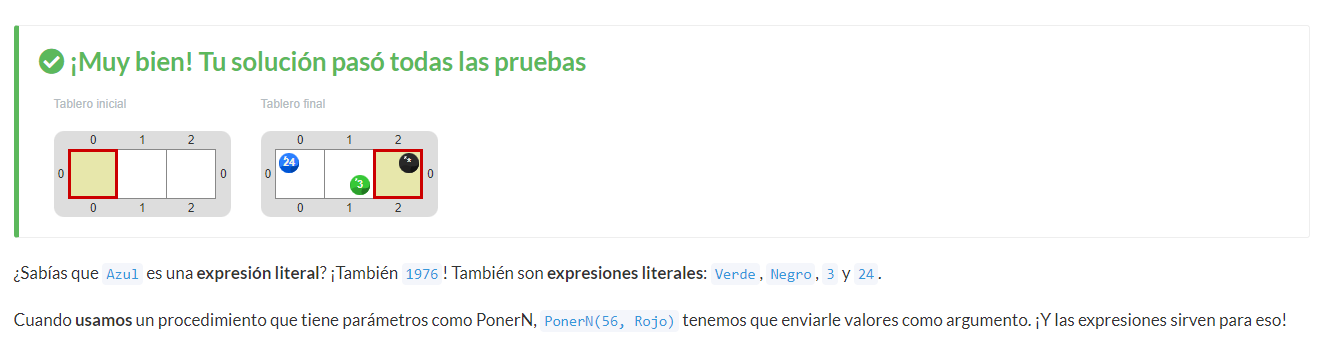 ¡Muy bien! Tu solución pasó todas las pruebas
Tablero inicial Tablero final
0 1 2 0 1 2
0 0 0 24 3 * 0
0 1 2 0 1 2
¿Sabías que Azul es una expresión literal? ¡También 1976! También son expresiones literales: Verde, Negro, 3 y 24.
Cuando usamos un procedimiento que tiene parámetros como PonerN, PonerN(56, Rojo) tenemos que enviarle valores como argumento. ¡Y las expresiones sirven para eso!